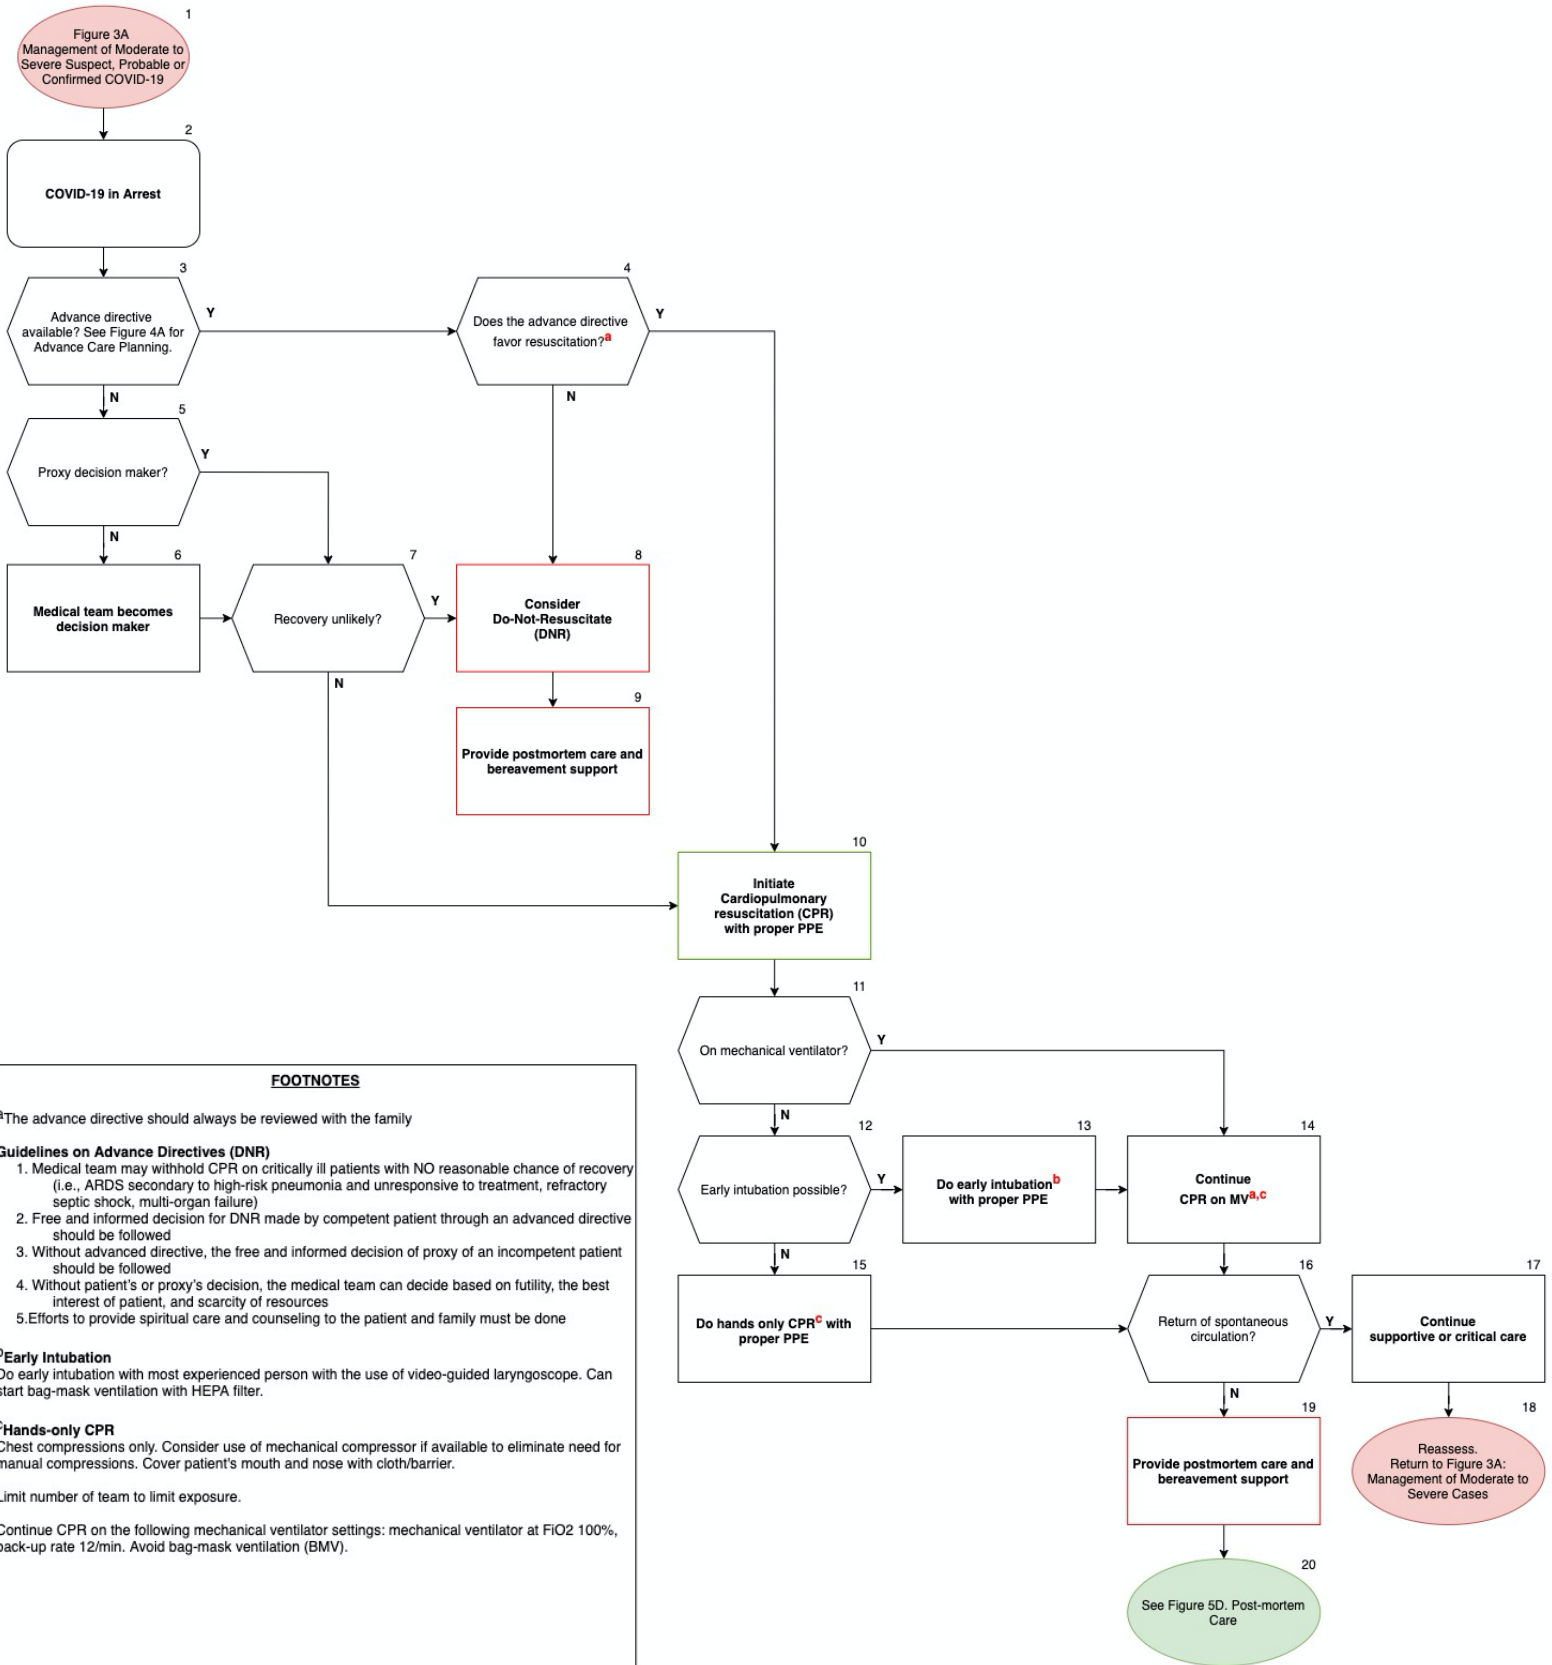 1
Figure 3A
Management of Moderate to
Severe Suspect, Probable or
Confirmed COVID-19
2
COVID-19 in Arrest
3
Advance directive
available? See Figure 4A for
Advance Care Planning.
Y
N
4
Does the advance directive
favor resuscitation?a
Y
N
5
Proxy decision maker?
Y
N
6
Medical team becomes
decision maker
7
Recovery unlikely?
Y
N
8
Consider
Do-Not-Resuscitate
(DNR)
9
Provide postmortem care and
bereavement support
10
Initiate
Cardiopulmonary
resuscitation (CPR)
with proper PPE
11
On mechanical ventilator?
Y
N
12
Early intubation possible?
Y
N
13
Do early intubationb
with proper PPE
14
Continue
CPR on MVa,c
15
Do hands only CPRc with
proper PPE
16
Return of spontaneous
circulation?
Y
N
17
Continue
supportive or critical care
18
Reassess.
Return to Figure 3A:
Management of Moderate to
Severe Cases
19
Provide postmortem care and
bereavement support
20
See Figure 5D. Post-mortem
Care
FOOTNOTES
aThe advance directive should always be reviewed with the family
Guidelines on Advance Directives (DNR)
1. Medical team may withhold CPR on critically ill patients with NO reasonable chance of recovery
(i.e., ARDS secondary to high-risk pneumonia and unresponsive to treatment, refractory
septic shock, multi-organ failure)
2. Free and informed decision for DNR made by competent patient through an advanced directive
should be followed
3. Without advanced directive, the free and informed decision of proxy of an incompetent patient
should be followed
4. Without patient's or proxy's decision, the medical team can decide based on futility, the best
interest of patient, and scarcity of resources
5.Efforts to provide spiritual care and counseling to the patient and family must be done
bEarly Intubation
Do early intubation with most experienced person with the use of video-guided laryngoscope. Can
start bag-mask ventilation with HEPA filter.
cHands-only CPR
Chest compressions only. Consider use of mechanical compressor if available to eliminate need for
manual compressions. Cover patient's mouth and nose with cloth/barrier.
Limit number of team to limit exposure.
Continue CPR on the following mechanical ventilator settings: mechanical ventilator at FiO2 100%,
back-up rate 12/min. Avoid bag-mask ventilation (BMV).